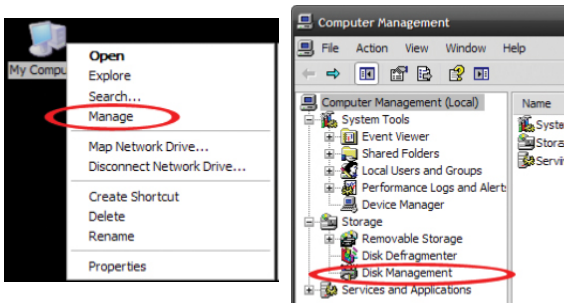 My Compu
Open
Explore
Search...
Manage
Map Network Drive...
Disconnect Network Drive...
Create Shortcut
Delete
Rename
Properties
Computer Management
File Action View Window Help
Computer Management (Local)
System Tools
Event Viewer
Shared Folders
Local Users and Groups
Performance Logs and Alert
Device Manager
Storage
Removable Storage
Disk Defragmenter
Disk Management
Services and Applications
Name
Syste
Stora
Servi